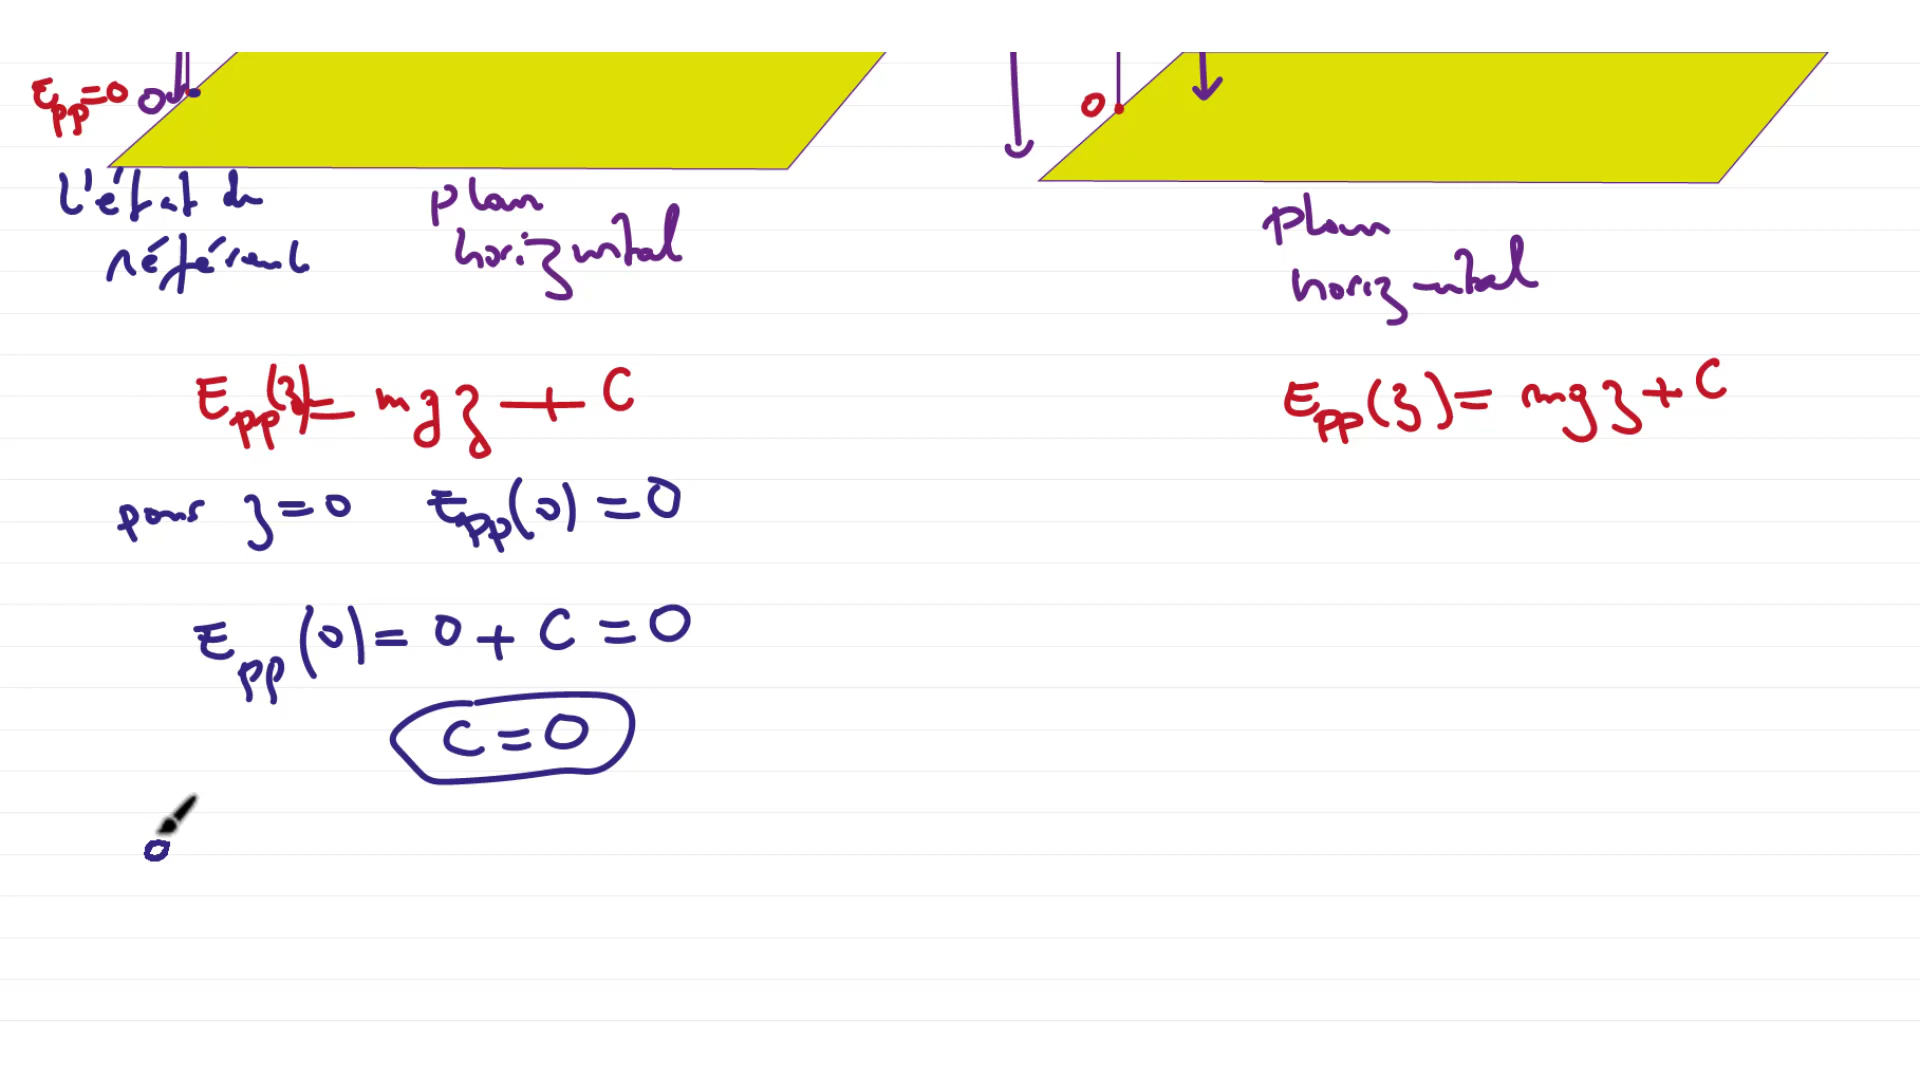 Epp=0 O
l'état de
référence
plan
horizontal
Epp(z)= mgz + C
pour z=0 Epp(0)=0
Epp(0)= 0 + C = 0
C=0
O
plan
horizontal
Epp(z)= mgz + C